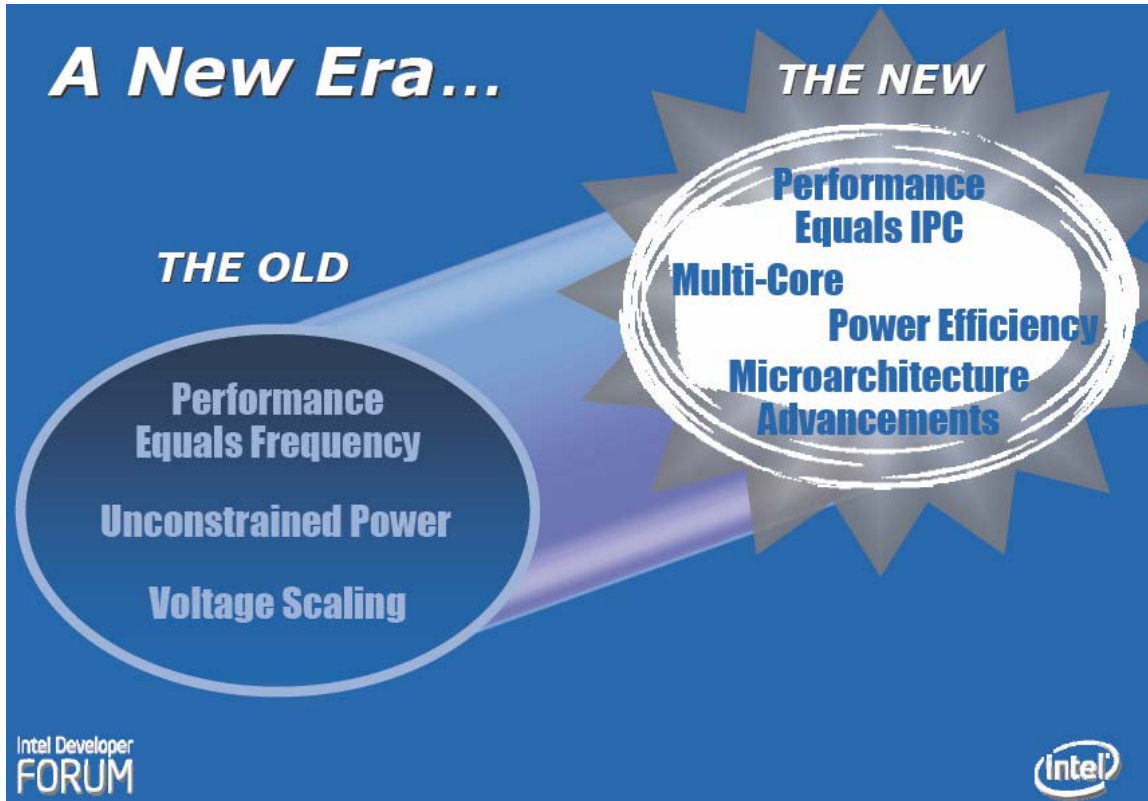 A New Era...
THE OLD
Performance
Equals Frequency
Unconstrained Power
Voltage Scaling
THE NEW
Performance
Equals IPC
Multi-Core
Power Efficiency
Microarchitecture
Advancements
Intel Developer
FORUM
intel